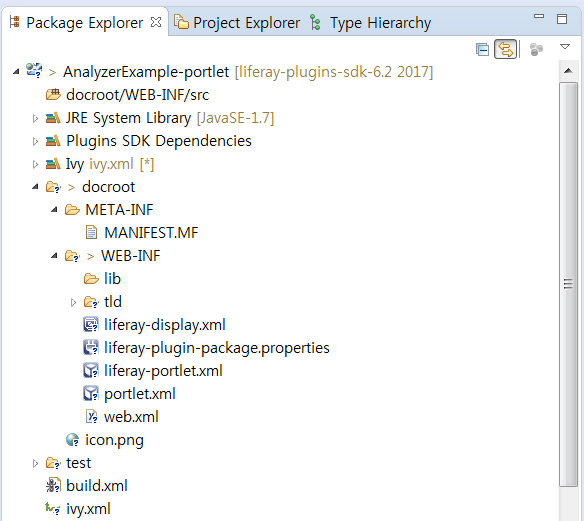 Package Explorer Project Explorer Type Hierarchy
> AnalyzerExample-portlet [liferay-plugins-sdk-6.2 2017]
docroot/WEB-INF/src
JRE System Library [JavaSE-1.7]
Plugins SDK Dependencies
Ivy ivy.xml [*]
> docroot
META-INF
MANIFEST.MF
> WEB-INF
lib
tld
liferay-display.xml
liferay-plugin-package.properties
liferay-portlet.xml
portlet.xml
web.xml
icon.png
test
build.xml
ivy.xml